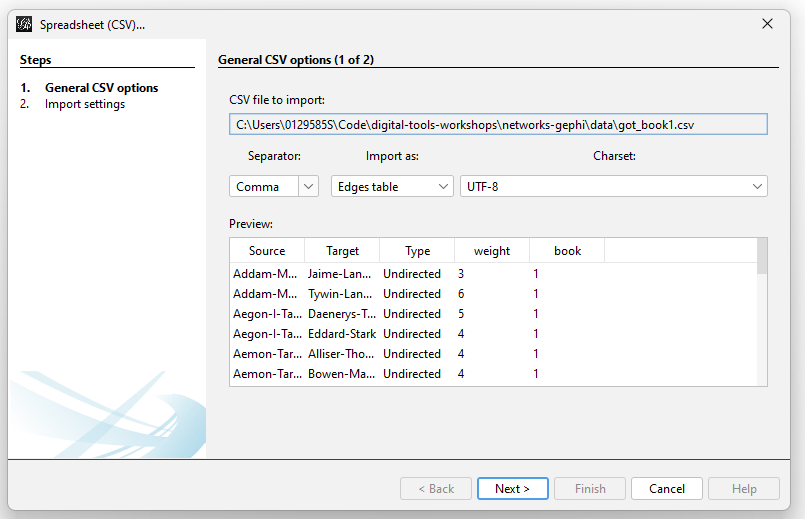 Spreadsheet (CSV)...
Steps
1. General CSV options
2. Import settings
General CSV options (1 of 2)
CSV file to import:
C:\Users\0129585S\Code\digital-tools-workshops\networks-gephi\data\got_book1.csv
Separator: Import as: Charset:
Comma Edges table UTF-8
Preview:
Source Target Type weight book
Addam-M... Jaime-Lan... Undirected 3 1
Addam-M... Tywin-Lan... Undirected 6 1
Aegon-I-Ta... Daenerys-T... Undirected 5 1
Aegon-I-Ta... Eddard-Stark Undirected 4 1
Aemon-Tar... Alliser-Tho... Undirected 4 1
Aemon-Tar... Bowen-Ma... Undirected 4 1
< Back Next > Finish Cancel Help